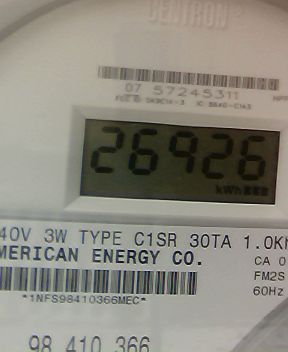 CENTRON®
07 57245311
26926
kWh
40V 3W TYPE C1SR 30TA 1.0Kh
MERICAN ENERGY CO.
CA 0
FM2S
*1NFS98410366MEC*
60Hz
98 410 366